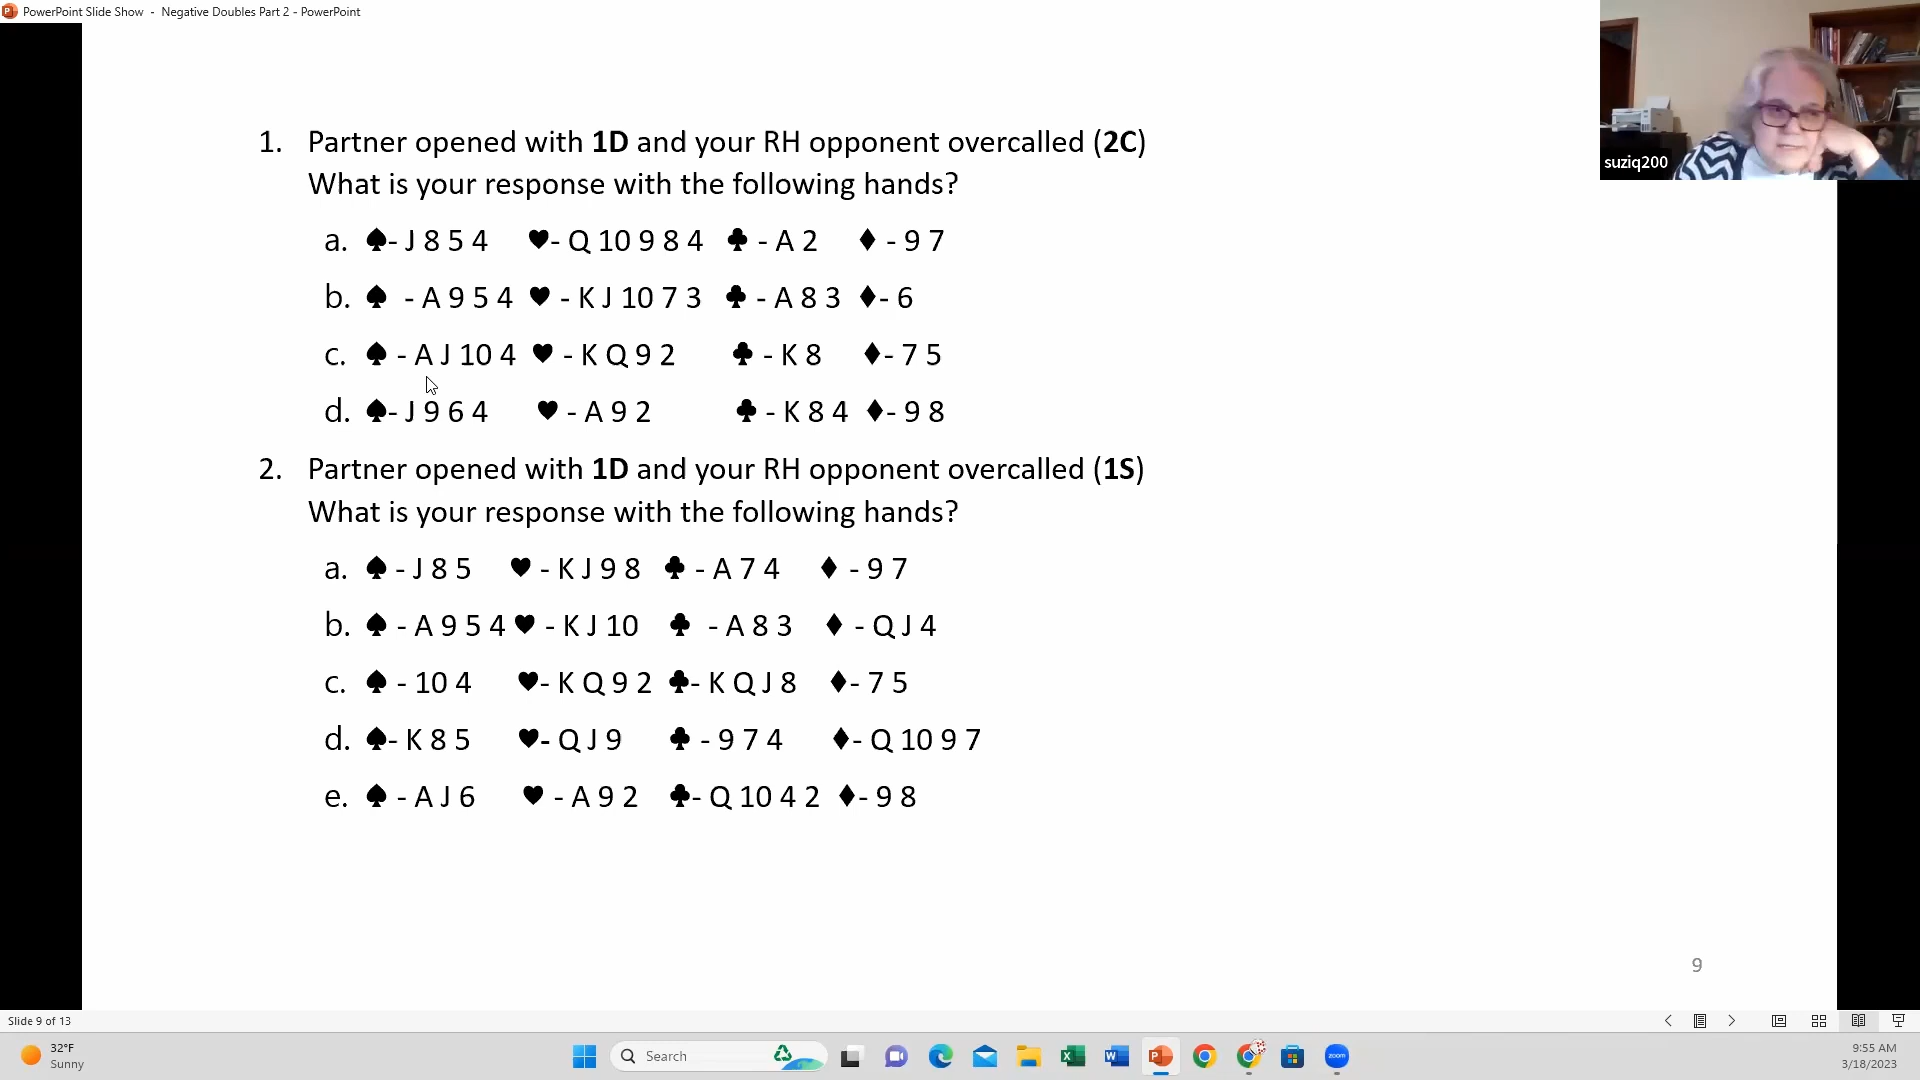 PowerPoint Slide Show - Negative Doubles Part 2 - PowerPoint
suziq200
1. Partner opened with 1D and your RH opponent overcalled (2C)
What is your response with the following hands?
a. ♠- J 8 5 4 ♥- Q 10 9 8 4 ♣ - A 2 ♦ - 9 7
b. ♠ - A 9 5 4 ♥ - K J 10 7 3 ♣ - A 8 3 ♦- 6
c. ♠ - A J 10 4 ♥ - K Q 9 2 ♣ - K 8 ♦- 7 5
d. ♠- J 9 6 4 ♥ - A 9 2 ♣ - K 8 4 ♦- 9 8
2. Partner opened with 1D and your RH opponent overcalled (1S)
What is your response with the following hands?
a. ♠ - J 8 5 ♥ - K J 9 8 ♣ - A 7 4 ♦ - 9 7
b. ♠ - A 9 5 4 ♥ - K J 10 ♣ - A 8 3 ♦ - Q J 4
c. ♠ - 10 4 ♥- K Q 9 2 ♣- K Q J 8 ♦- 7 5
d. ♠- K 8 5 ♥- Q J 9 ♣ - 9 7 4 ♦- Q 10 9 7
e. ♠ - A J 6 ♥ - A 9 2 ♣- Q 10 4 2 ♦- 9 8
9
Slide 9 of 13
32°F
Sunny
Search
zoom
9:55 AM
3/18/2023